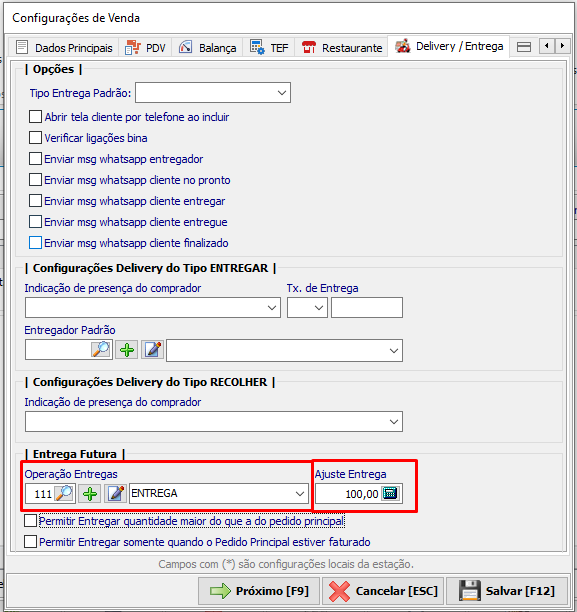 Configurações de Venda
Dados Principais PDV Balança TEF Restaurante Delivery / Entrega
| Opções |
Tipo Entrega Padrão:
Abrir tela cliente por telefone ao incluir
Verificar ligações bina
Enviar msg whatsapp entregador
Enviar msg whatsapp cliente no pronto
Enviar msg whatsapp cliente entregar
Enviar msg whatsapp cliente entregue
Enviar msg whatsapp cliente finalizado
| Configurações Delivery do Tipo ENTREGAR |
Indicação de presença do comprador Tx. de Entrega
Entregador Padrão
| Configurações Delivery do Tipo RECOLHER |
Indicação de presença do comprador
| Entrega Futura |
Operação Entregas Ajuste Entrega
111 ENTREGA 100,00
Permitir Entregar quantidade maior do que a do pedido principal
Permitir Entregar somente quando o Pedido Principal estiver faturado
Campos com (*) são configurações locais da estação.
Próximo [F9] Cancelar [ESC] Salvar [F12]